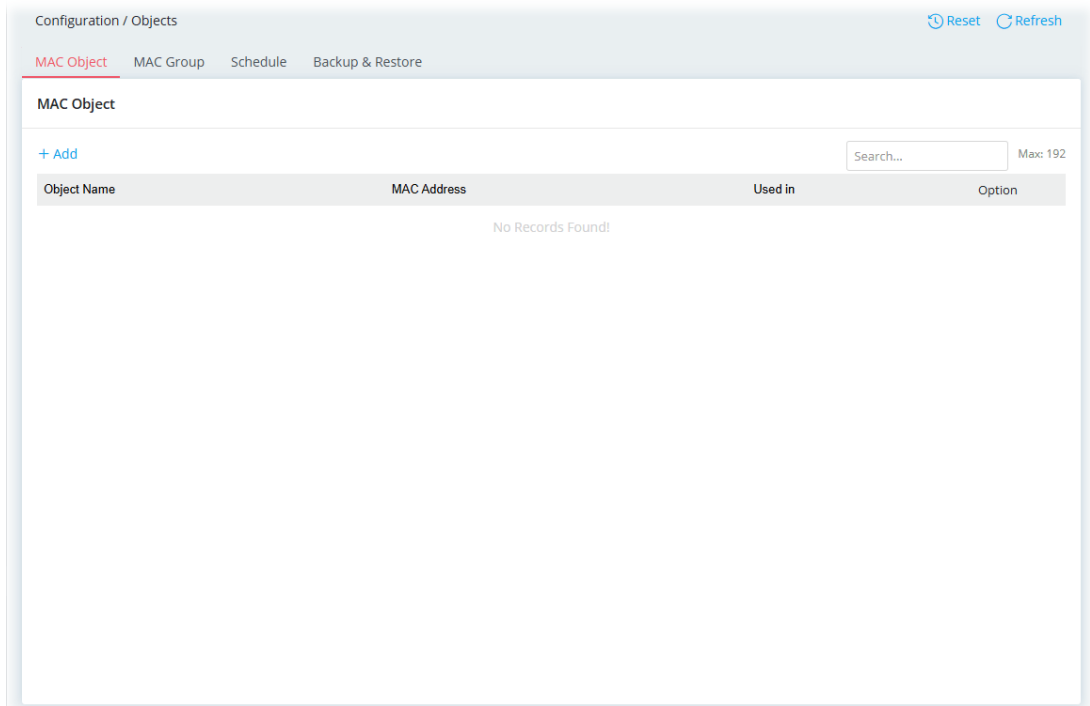 Configuration / Objects Reset Refresh
MAC Object MAC Group Schedule Backup & Restore
MAC Object
+ Add Search... Max: 192
Object Name MAC Address Used in Option
No Records Found!